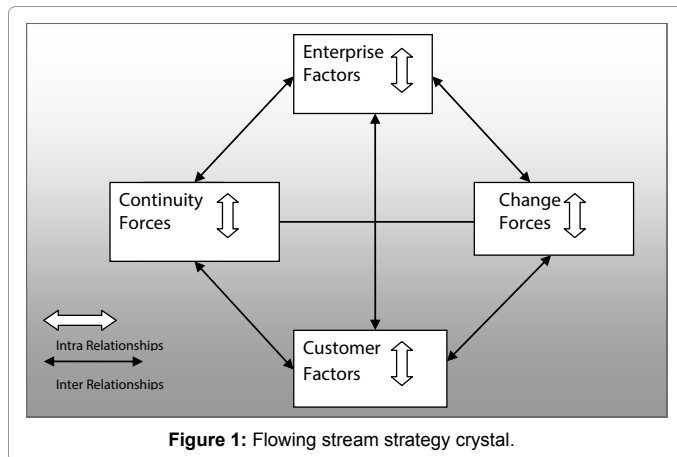 Enterprise
Factors
Continuity
Forces
Change
Forces
Customer
Factors
Intra Relationships
Inter Relationships
Figure 1: Flowing stream strategy crystal.